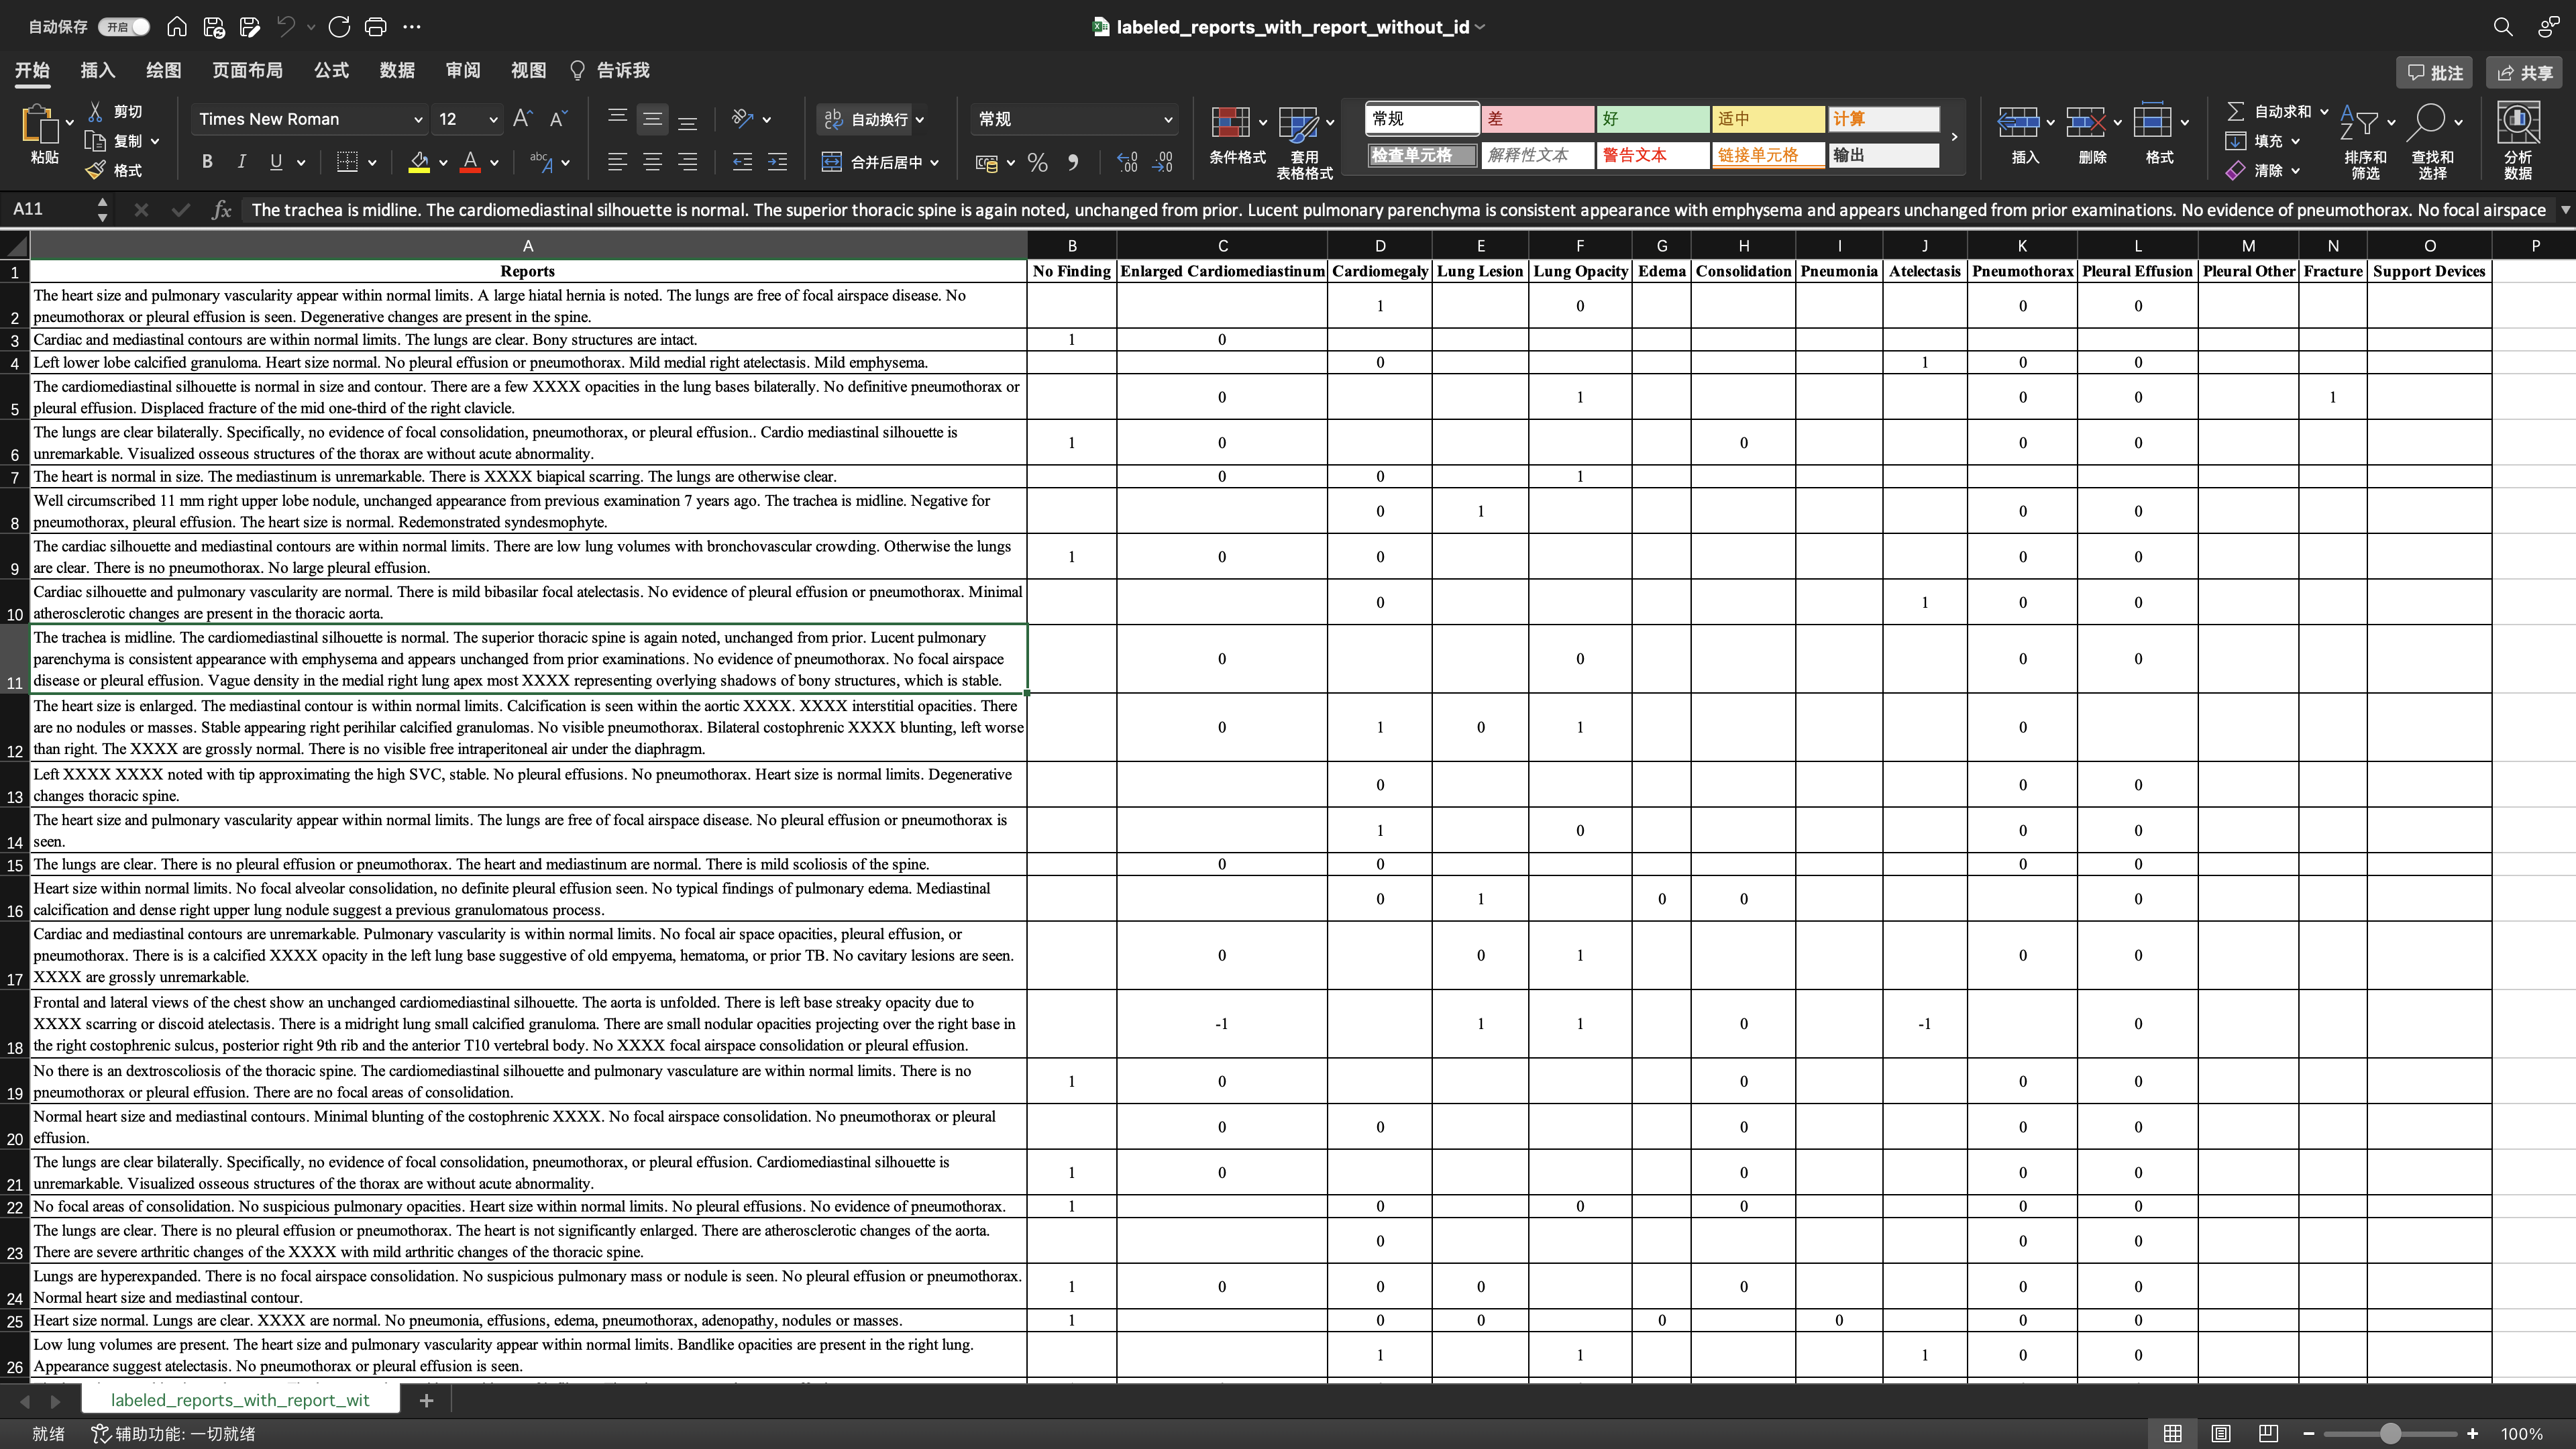 自动保存 开启 labeled_reports_with_report_without_id
开始 插入 绘图 页面布局 公式 数据 审阅 视图 告诉我 批注 共享
粘贴 剪切 复制 格式 Times New Roman 12 自动换行 合并后居中 常规 条件格式 套用表格格式 常规 差 好 适中 计算 检查单元格 解释性文本 警告文本 链接单元格 输出 插入 删除 格式 自动求和 填充 清除 排序和筛选 查找和选择 分析数据
A11 fx The trachea is midline. The cardiomediastinal silhouette is normal. The superior thoracic spine is again noted, unchanged from prior. Lucent pulmonary parenchyma is consistent appearance with emphysema and appears unchanged from prior examinations. No evidence of pneumothorax. No focal airspace
A B C D E F G H I J K L M N O P
1 Reports No Finding Enlarged Cardiomediastinum Cardiomegaly Lung Lesion Lung Opacity Edema Consolidation Pneumonia Atelectasis Pneumothorax Pleural Effusion Pleural Other Fracture Support Devices
The heart size and pulmonary vascularity appear within normal limits. A large hiatal hernia is noted. The lungs are free of focal airspace disease. No
2 pneumothorax or pleural effusion is seen. Degenerative changes are present in the spine. 1 0 0 0
3 Cardiac and mediastinal contours are within normal limits. The lungs are clear. Bony structures are intact. 1 0
4 Left lower lobe calcified granuloma. Heart size normal. No pleural effusion or pneumothorax. Mild medial right atelectasis. Mild emphysema. 0 1 0 0
The cardiomediastinal silhouette is normal in size and contour. There are a few XXXX opacities in the lung bases bilaterally. No definitive pneumothorax or
5 pleural effusion. Displaced fracture of the mid one-third of the right clavicle. 0 1 0 0 1
The lungs are clear bilaterally. Specifically, no evidence of focal consolidation, pneumothorax, or pleural effusion.. Cardio mediastinal silhouette is
6 unremarkable. Visualized osseous structures of the thorax are without acute abnormality. 1 0 0 0 0
7 The heart is normal in size. The mediastinum is unremarkable. There is XXXX biapical scarring. The lungs are otherwise clear. 0 0 1
Well circumscribed 11 mm right upper lobe nodule, unchanged appearance from previous examination 7 years ago. The trachea is midline. Negative for
8 pneumothorax, pleural effusion. The heart size is normal. Redemonstrated syndesmophyte. 0 1 0 0
The cardiac silhouette and mediastinal contours are within normal limits. There are low lung volumes with bronchovascular crowding. Otherwise the lungs
9 are clear. There is no pneumothorax. No large pleural effusion. 1 0 0 0 0
Cardiac silhouette and pulmonary vascularity are normal. There is mild bibasilar focal atelectasis. No evidence of pleural effusion or pneumothorax. Minimal
10 atherosclerotic changes are present in the thoracic aorta. 0 1 0 0
The trachea is midline. The cardiomediastinal silhouette is normal. The superior thoracic spine is again noted, unchanged from prior. Lucent pulmonary
parenchyma is consistent appearance with emphysema and appears unchanged from prior examinations. No evidence of pneumothorax. No focal airspace
11 disease or pleural effusion. Vague density in the medial right lung apex most XXXX representing overlying shadows of bony structures, which is stable. 0 0 0 0
The heart size is enlarged. The mediastinal contour is within normal limits. Calcification is seen within the aortic XXXX. XXXX interstitial opacities. There
are no nodules or masses. Stable appearing right perihilar calcified granulomas. No visible pneumothorax. Bilateral costophrenic XXXX blunting, left worse
12 than right. The XXXX are grossly normal. There is no visible free intraperitoneal air under the diaphragm. 0 1 0 1 0
Left XXXX XXXX noted with tip approximating the high SVC, stable. No pleural effusions. No pneumothorax. Heart size is normal limits. Degenerative
13 changes thoracic spine. 0 0 0
The heart size and pulmonary vascularity appear within normal limits. The lungs are free of focal airspace disease. No pleural effusion or pneumothorax is
14 seen. 1 0 0 0
15 The lungs are clear. There is no pleural effusion or pneumothorax. The heart and mediastinum are normal. There is mild scoliosis of the spine. 0 0 0 0
Heart size within normal limits. No focal alveolar consolidation, no definite pleural effusion seen. No typical findings of pulmonary edema. Mediastinal
16 calcification and dense right upper lung nodule suggest a previous granulomatous process. 0 1 0 0 0
Cardiac and mediastinal contours are unremarkable. Pulmonary vascularity is within normal limits. No focal air space opacities, pleural effusion, or
pneumothorax. There is is a calcified XXXX opacity in the left lung base suggestive of old empyema, hematoma, or prior TB. No cavitary lesions are seen.
17 XXXX are grossly unremarkable. 0 0 1 0 0
Frontal and lateral views of the chest show an unchanged cardiomediastinal silhouette. The aorta is unfolded. There is left base streaky opacity due to
XXXX scarring or discoid atelectasis. There is a midright lung small calcified granuloma. There are small nodular opacities projecting over the right base in
18 the right costophrenic sulcus, posterior right 9th rib and the anterior T10 vertebral body. No XXXX focal airspace consolidation or pleural effusion. -1 1 1 0 -1 0
No there is an dextroscoliosis of the thoracic spine. The cardiomediastinal silhouette and pulmonary vasculature are within normal limits. There is no
19 pneumothorax or pleural effusion. There are no focal areas of consolidation. 1 0 0 0 0
Normal heart size and mediastinal contours. Minimal blunting of the costophrenic XXXX. No focal airspace consolidation. No pneumothorax or pleural
20 effusion. 0 0 0 0 0
The lungs are clear bilaterally. Specifically, no evidence of focal consolidation, pneumothorax, or pleural effusion. Cardiomediastinal silhouette is
21 unremarkable. Visualized osseous structures of the thorax are without acute abnormality. 1 0 0 0 0
22 No focal areas of consolidation. No suspicious pulmonary opacities. Heart size within normal limits. No pleural effusions. No evidence of pneumothorax. 1 0 0 0 0 0
The lungs are clear. There is no pleural effusion or pneumothorax. The heart is not significantly enlarged. There are atherosclerotic changes of the aorta.
23 There are severe arthritic changes of the XXXX with mild arthritic changes of the thoracic spine. 0 0 0
Lungs are hyperexpanded. There is no focal airspace consolidation. No suspicious pulmonary mass or nodule is seen. No pleural effusion or pneumothorax.
24 Normal heart size and mediastinal contour. 1 0 0 0 0 0 0
25 Heart size normal. Lungs are clear. XXXX are normal. No pneumonia, effusions, edema, pneumothorax, adenopathy, nodules or masses. 1 0 0 0 0 0 0
Low lung volumes are present. The heart size and pulmonary vascularity appear within normal limits. Bandlike opacities are present in the right lung.
26 Appearance suggest atelectasis. No pneumothorax or pleural effusion is seen. 1 1 1 0 0
labeled_reports_with_report_wit
就绪 辅助功能: 一切就绪 100%